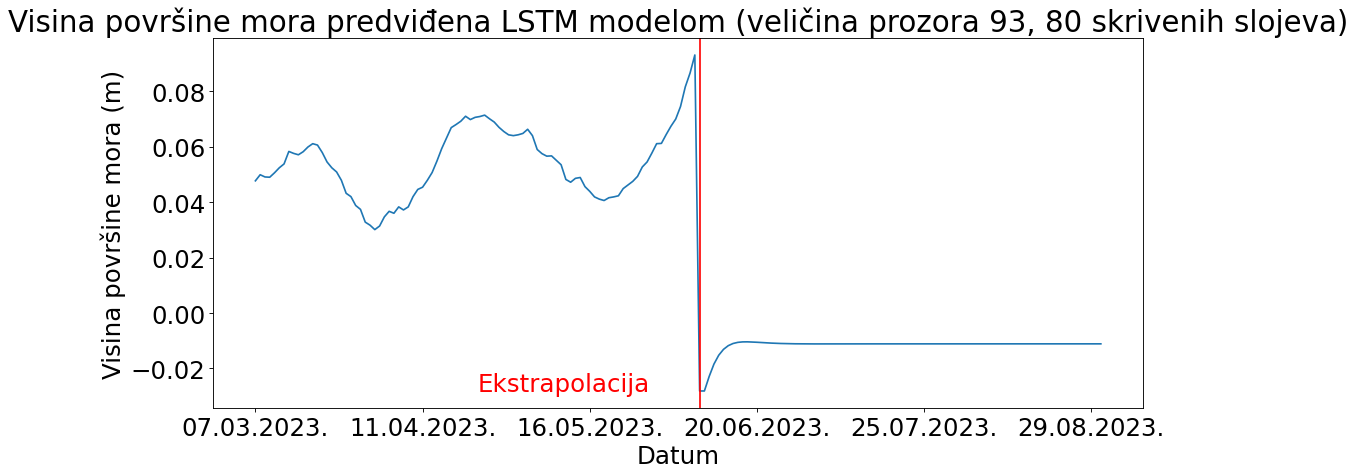 Visina površine mora predviđena LSTM modelom (veličina prozora 93, 80 skrivenih slojeva)
Visina površine mora (m)
0.08
0.06
0.04
0.02
0.00
−0.02
Ekstrapolacija
07.03.2023. 11.04.2023. 16.05.2023. 20.06.2023. 25.07.2023. 29.08.2023.
Datum